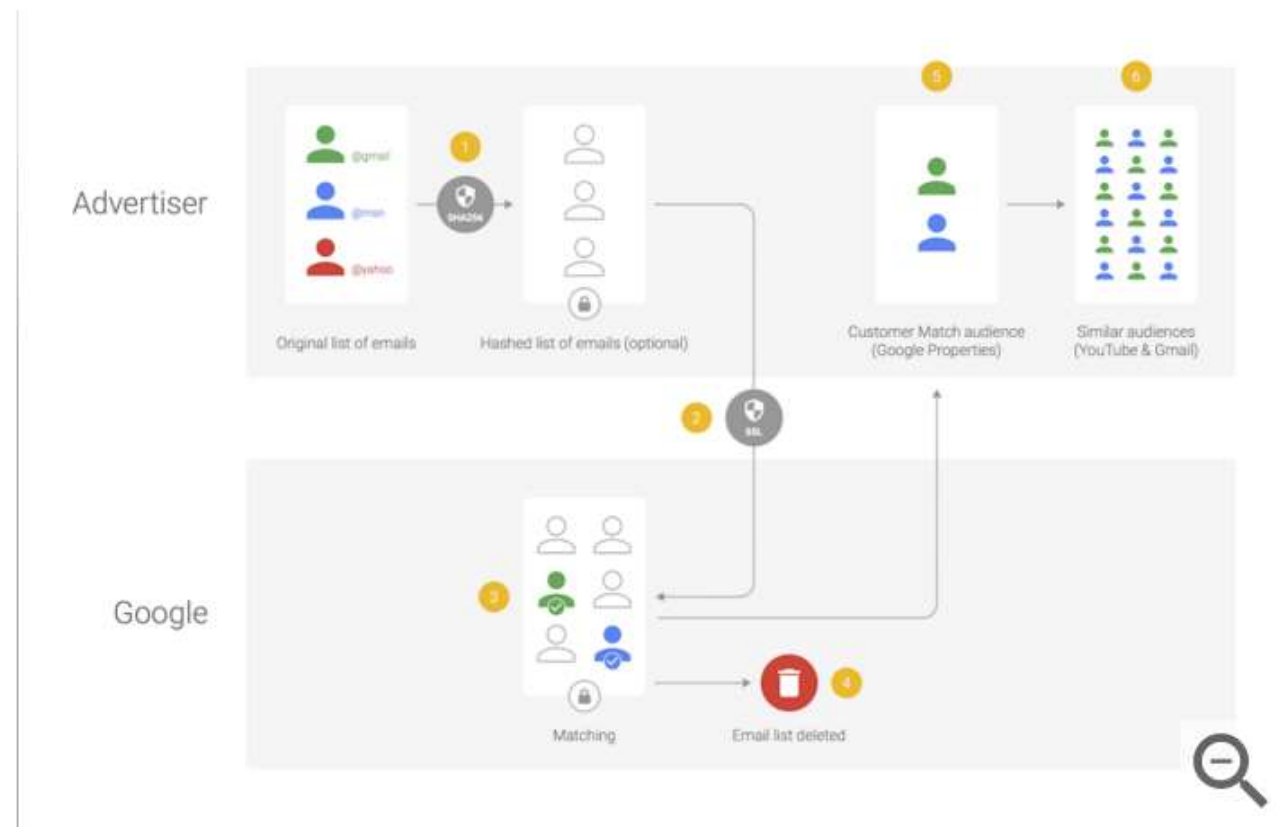 5
6
@gmail
1
Advertiser
SHA256
@msn
@yahoo
Original list of emails
Hashed list of emails (optional)
Customer Match audience
(Google Properties)
Similar audiences
(YouTube & Gmail)
2
SSL
3
Google
4
Matching
Email list deleted